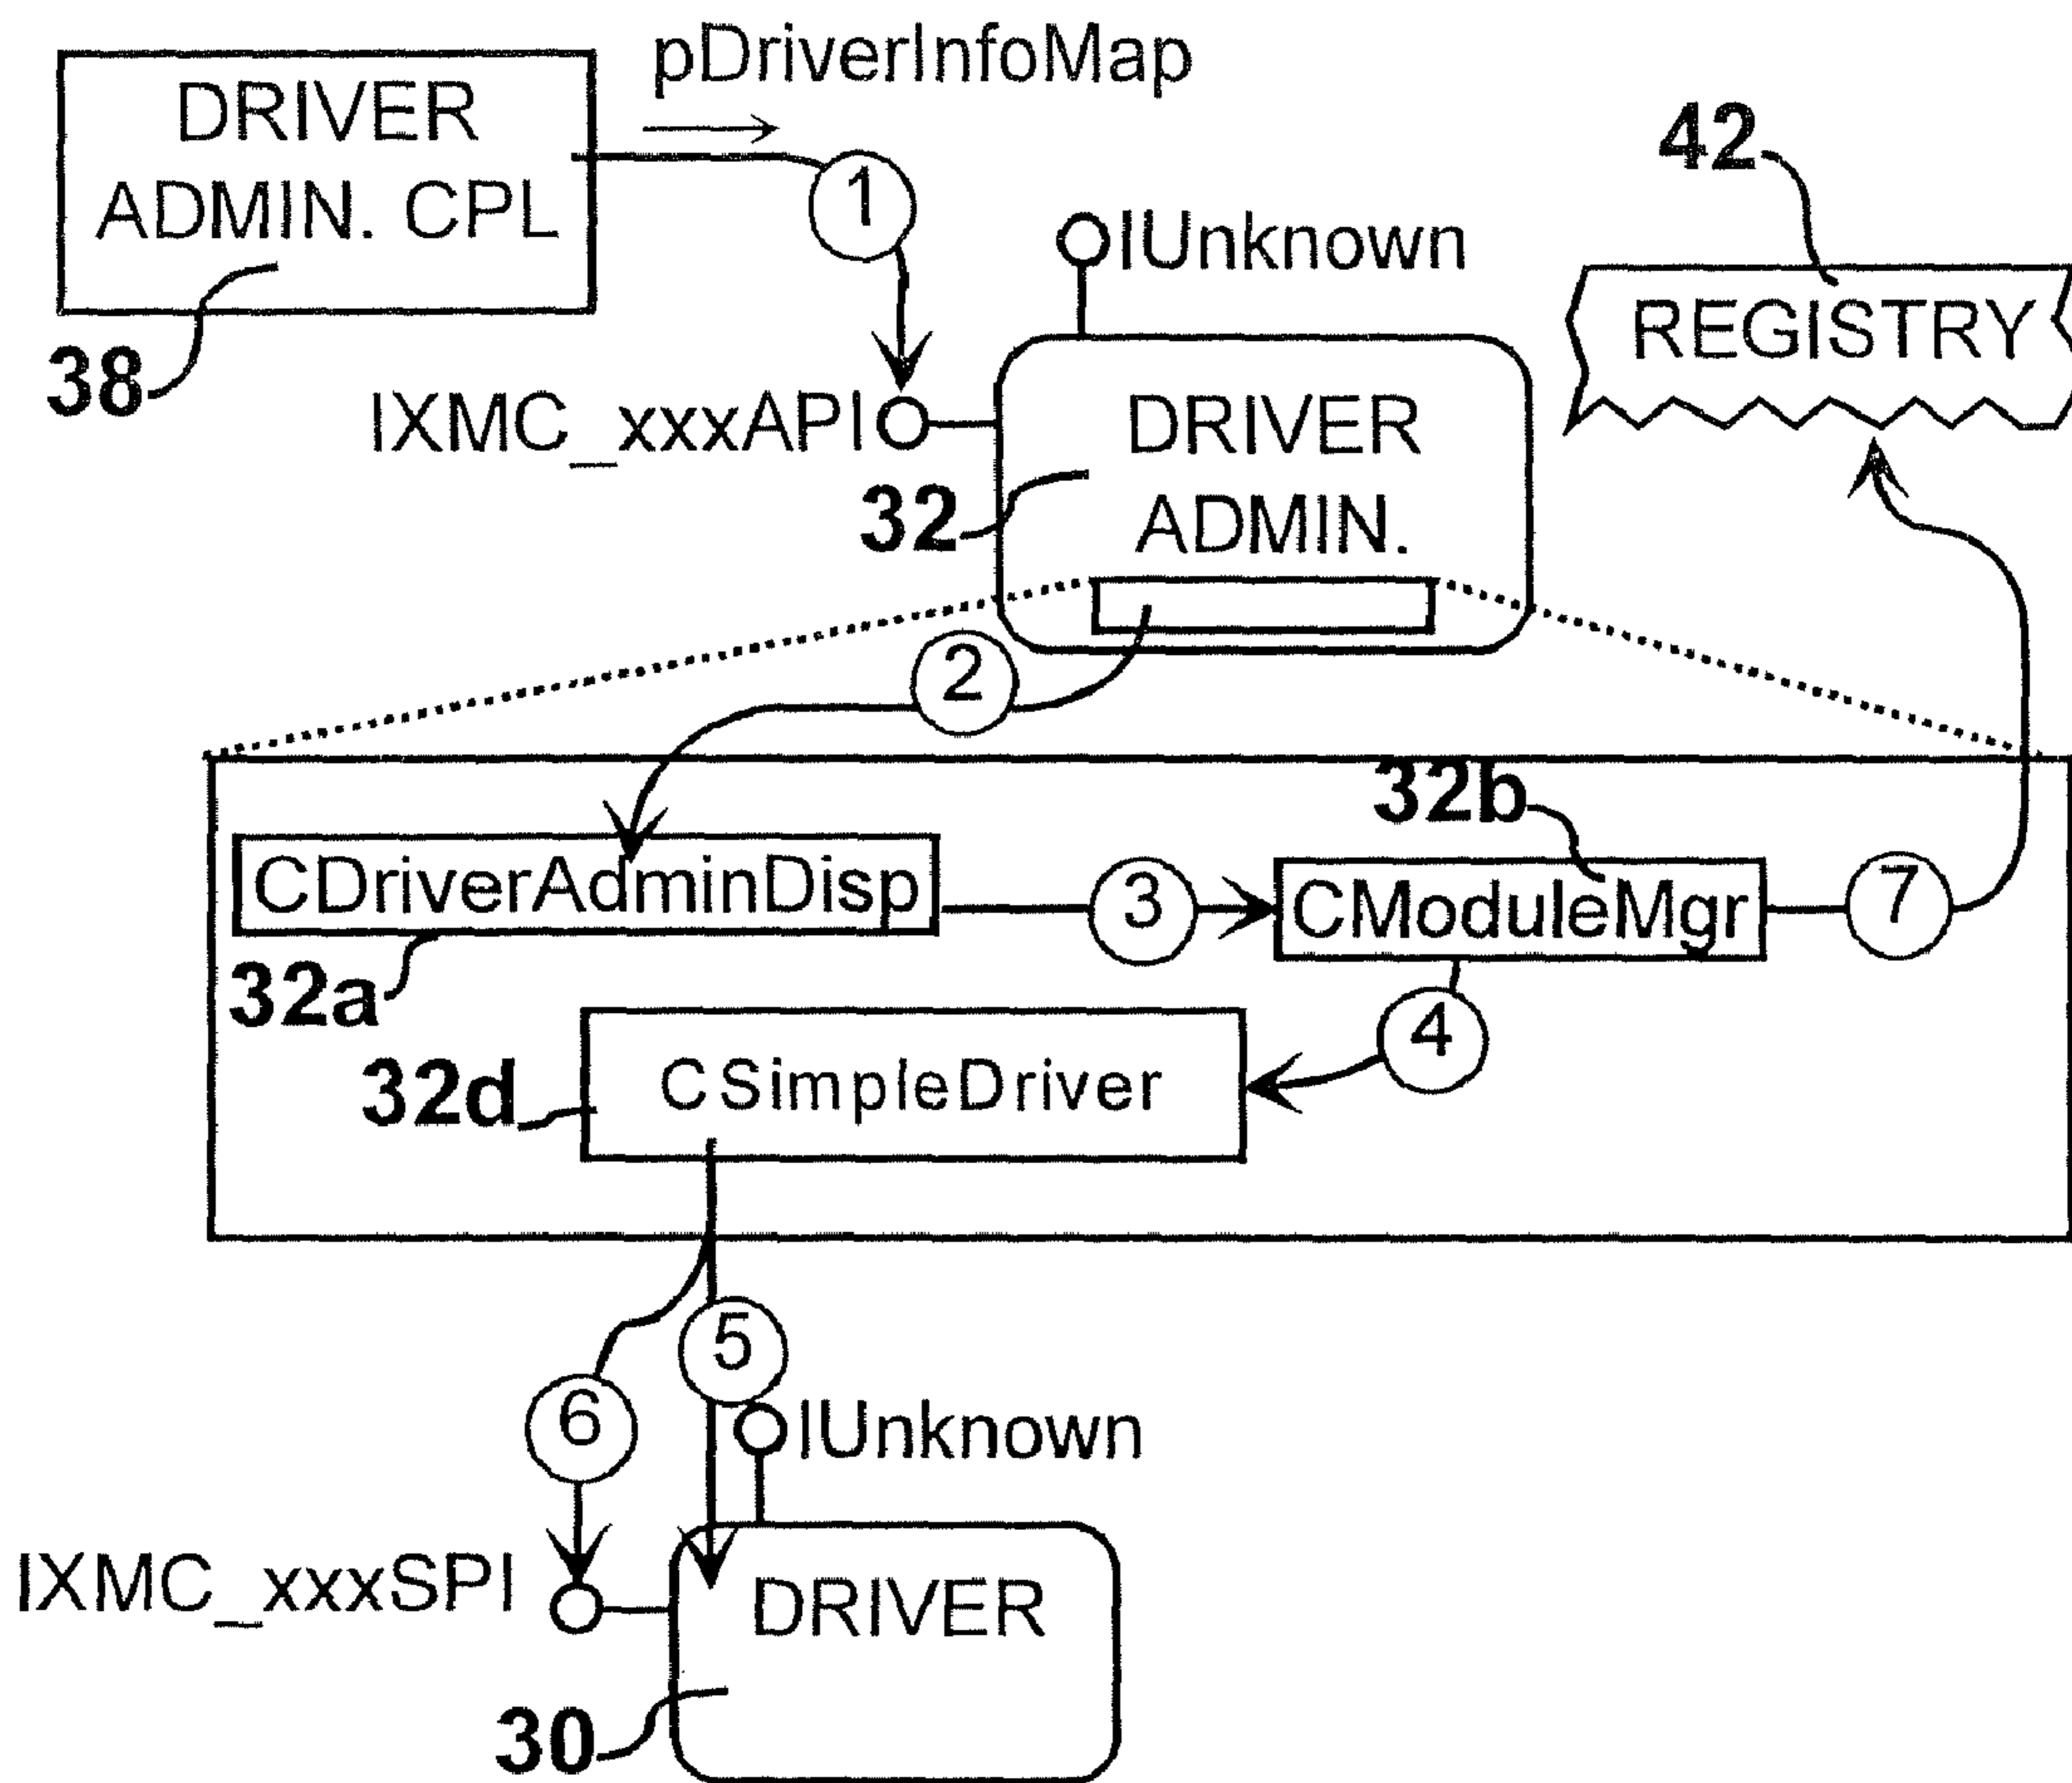 pDriverInfoMap
DRIVER
ADMIN. CPL
1
42
IUnknown
REGISTRY
38
IXMC_xxxAPI
DRIVER
ADMIN.
32
2
32b
CDriverAdminDisp
3
CModuleMgr
7
32a
4
32d
CSimpleDriver
5
6
IUnknown
IXMC_xxxSPI
DRIVER
30